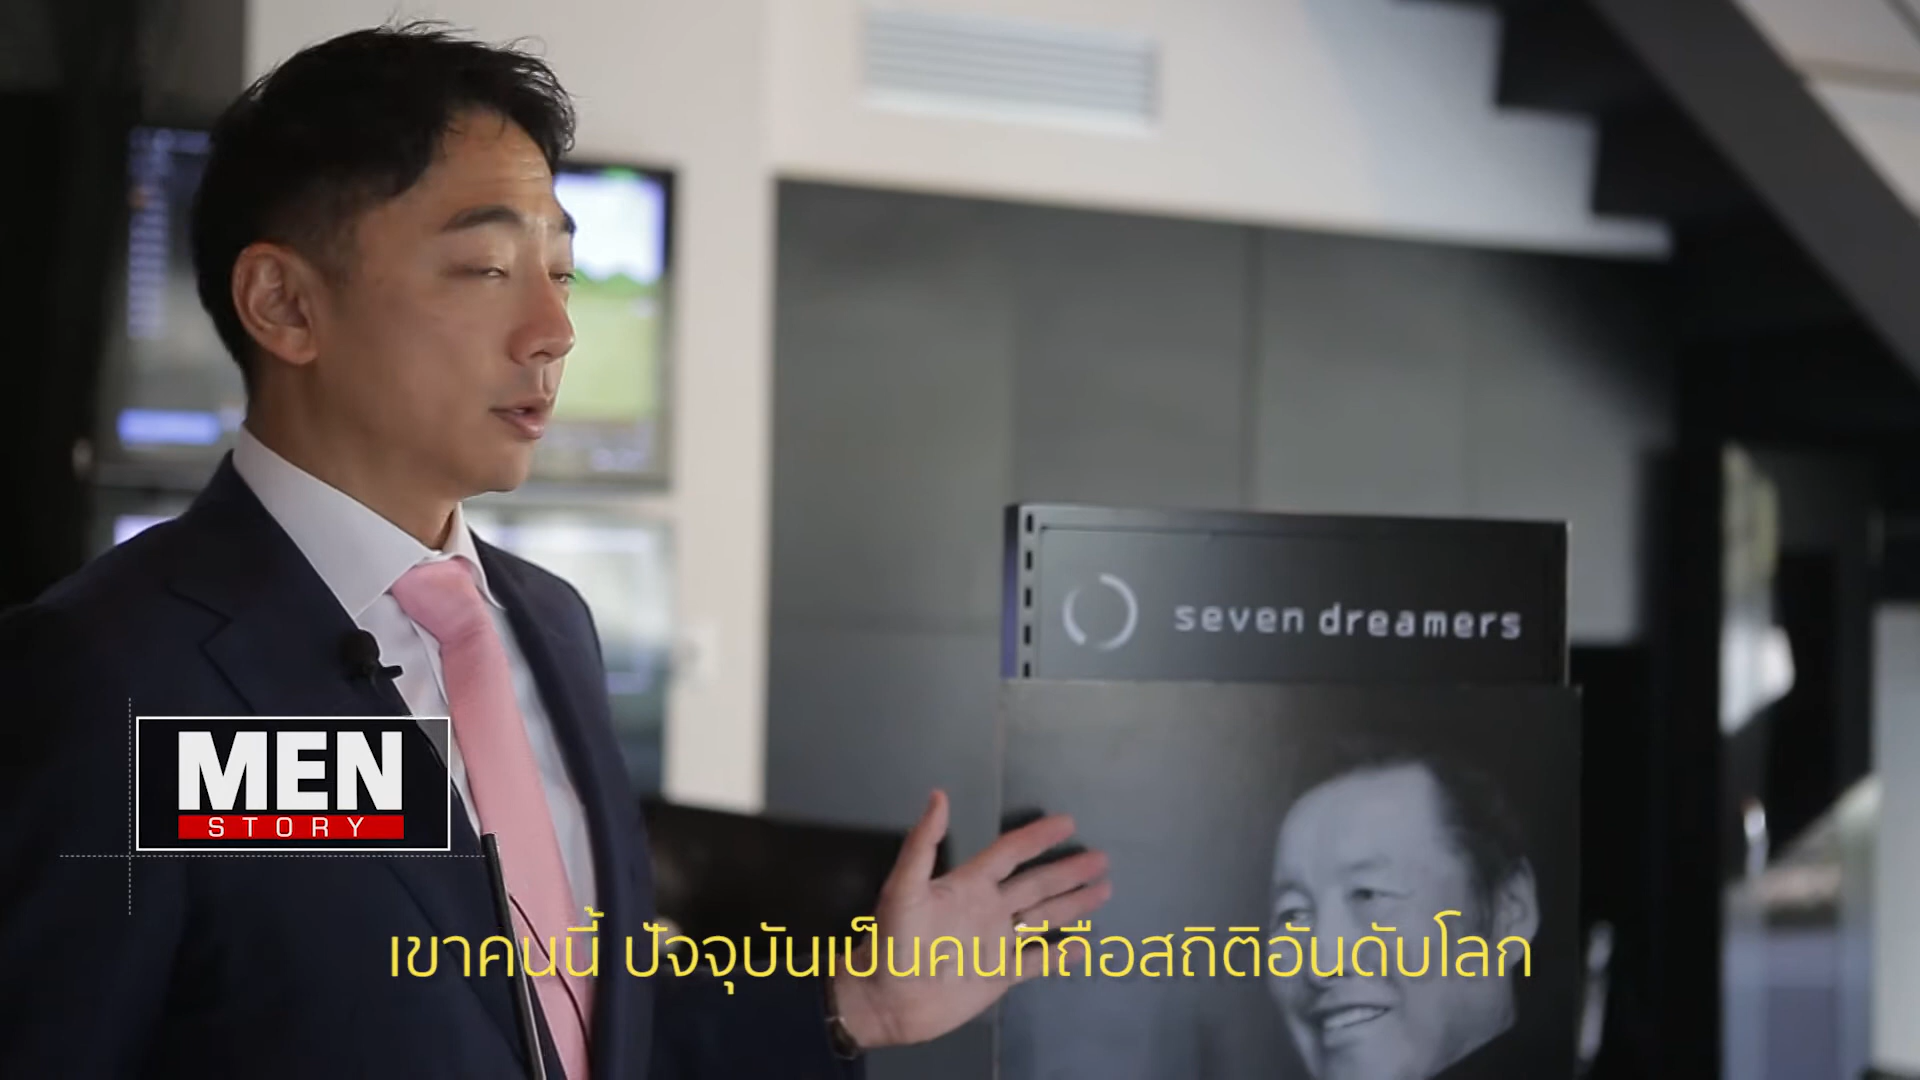 seven dreamers
MEN
STORY
เขาคนนี้ ปัจจุบันเป็นคนที่ถือสถิติอันดับโลก